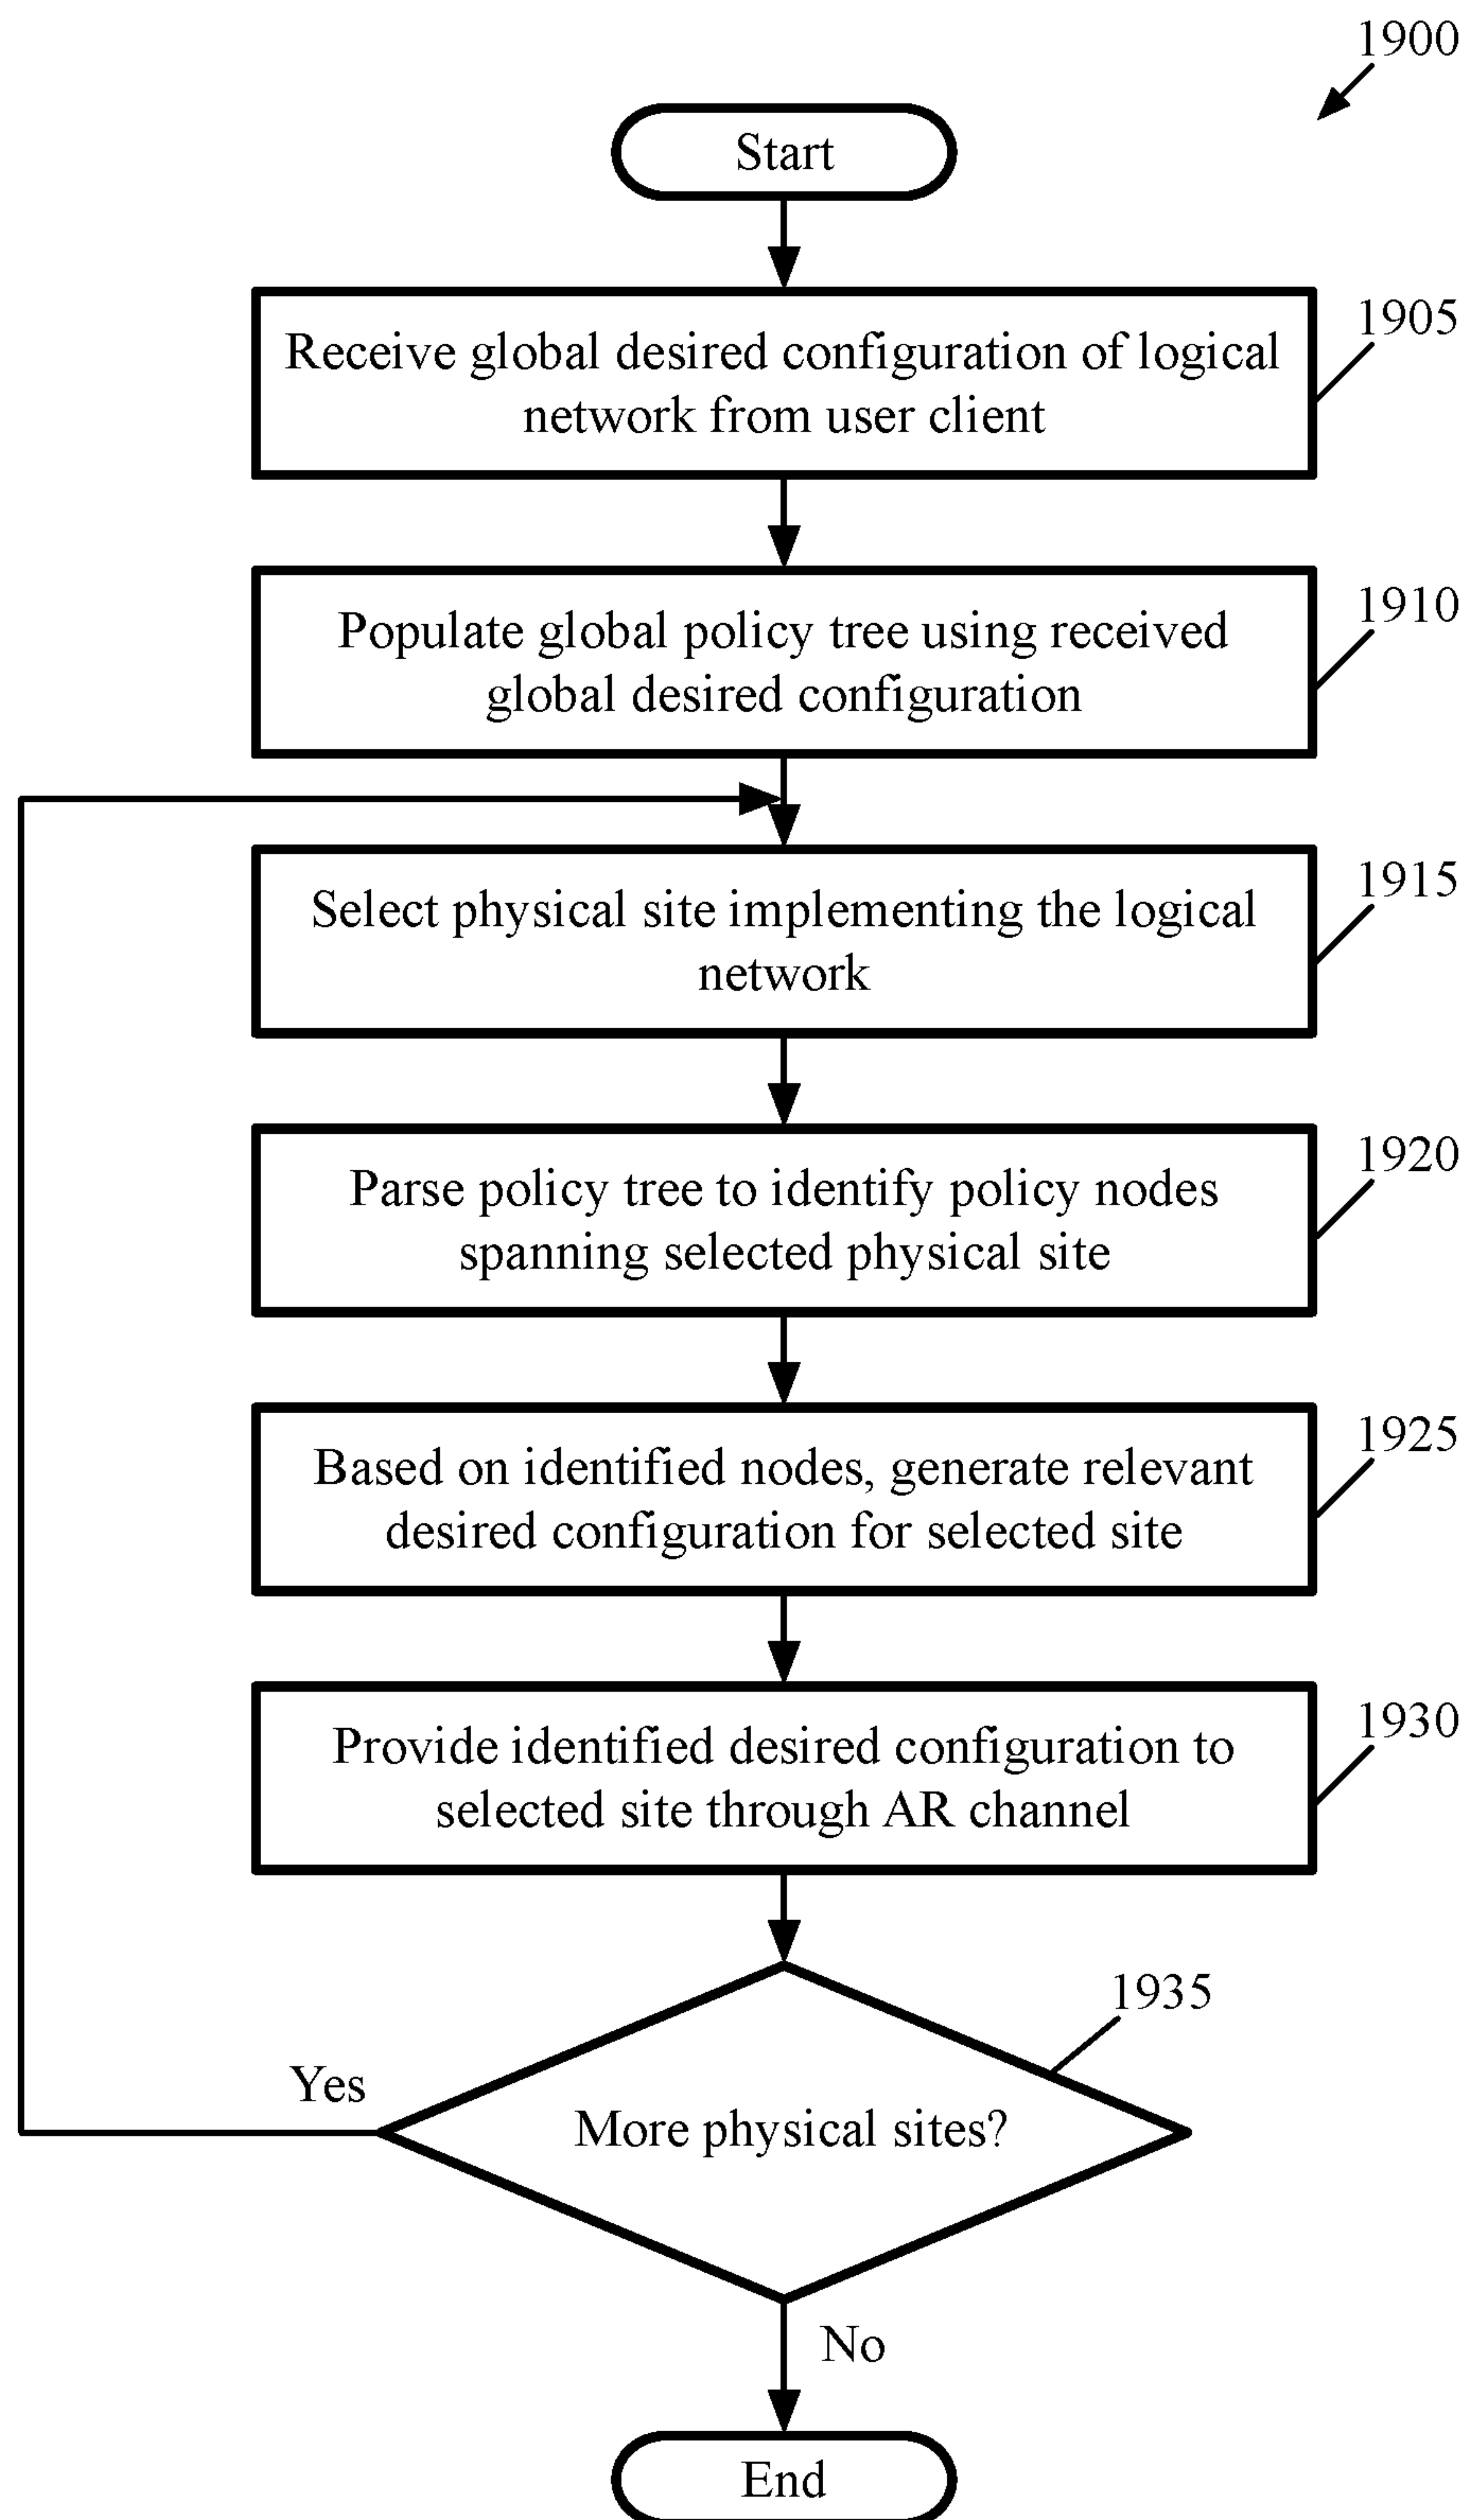 1900
Start
Receive global desired configuration of logical
network from user client
1905
Populate global policy tree using received
global desired configuration
1910
Select physical site implementing the logical
network
1915
Parse policy tree to identify policy nodes
spanning selected physical site
1920
Based on identified nodes, generate relevant
desired configuration for selected site
1925
Provide identified desired configuration to
selected site through AR channel
1930
1935
Yes
More physical sites?
No
End